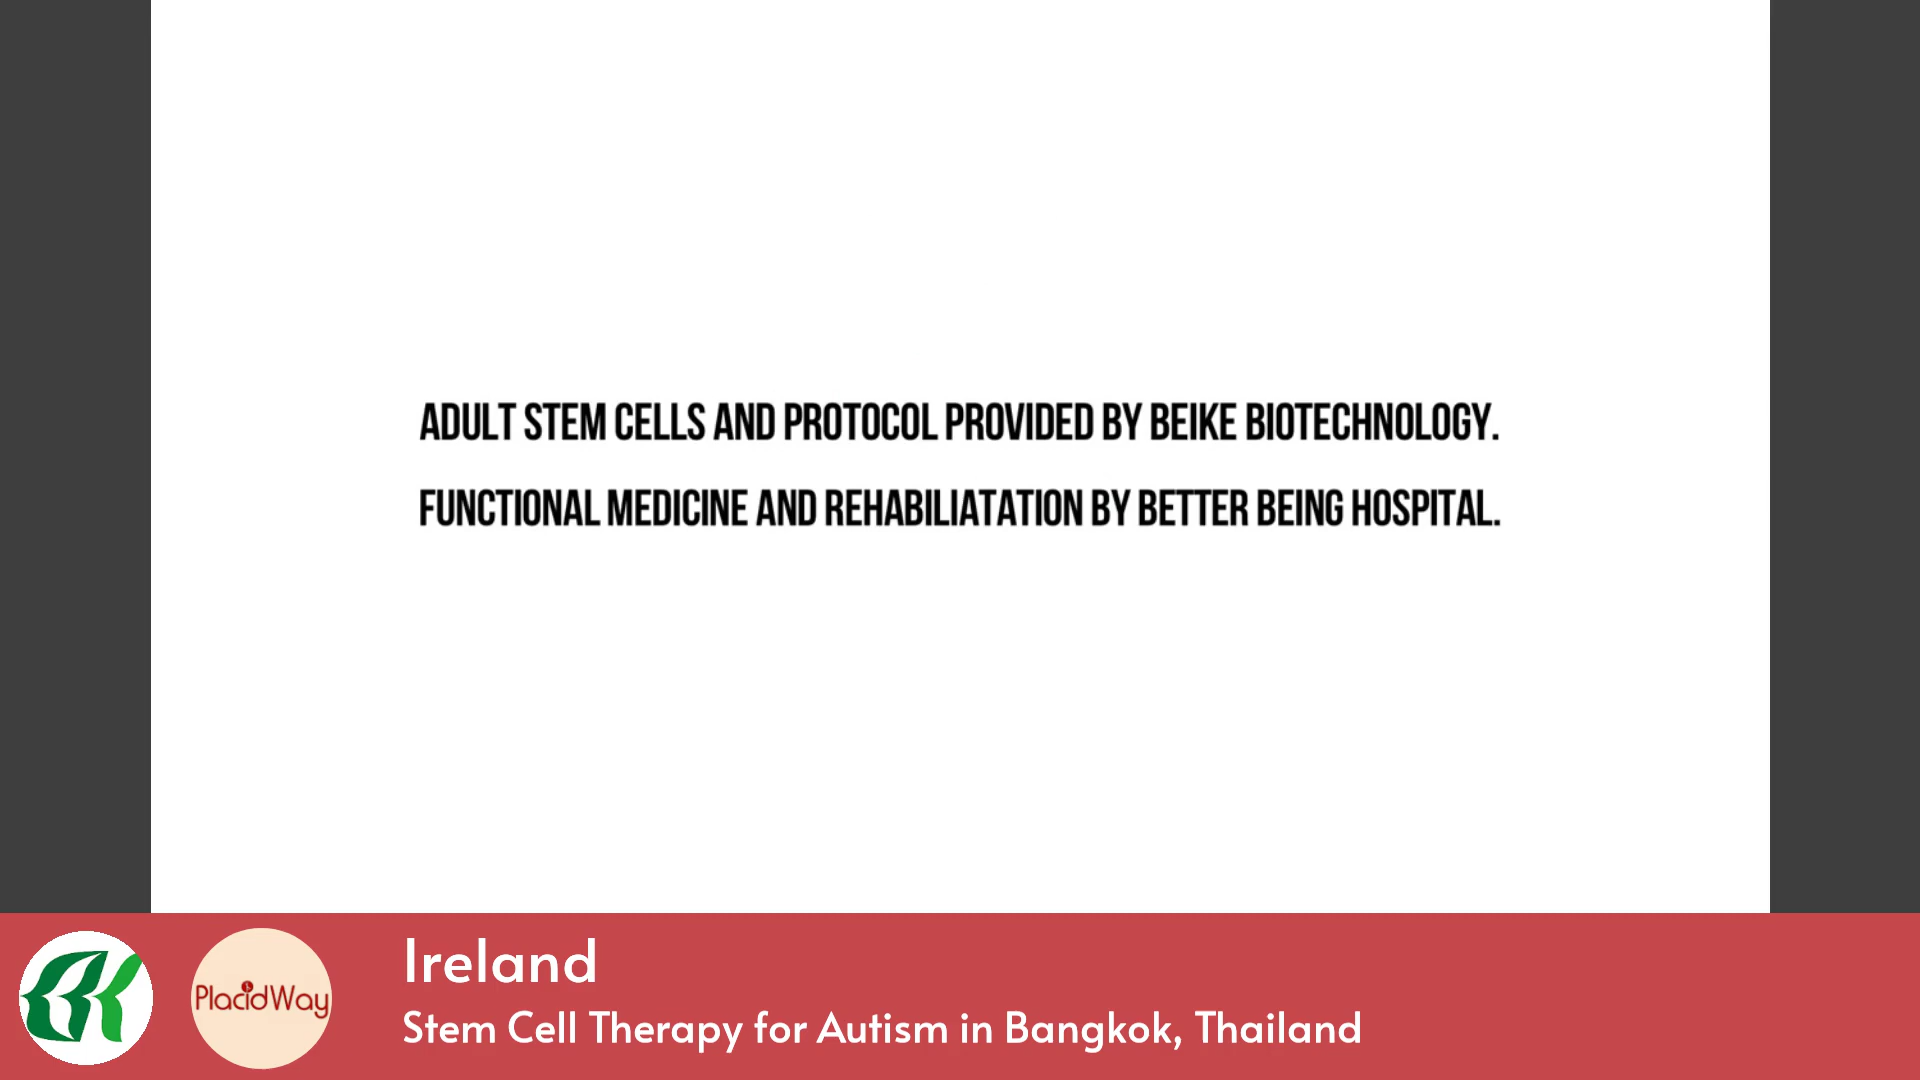 ADULT STEM CELLS AND PROTOCOL PROVIDED BY BEIKE BIOTECHNOLOGY.
FUNCTIONAL MEDICINE AND REHABILIATATION BY BETTER BEING HOSPITAL.
PlacidWay
Ireland
Stem Cell Therapy for Autism in Bangkok, Thailand